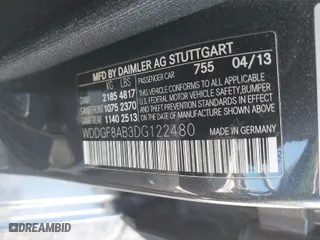 MFD BY DAIMLER AG STUTTGART
KG LBS PASSENGER CAR 755 04/13
2185 4817
GAWR FRONT 1075 2370
GAWR REAR 1140 2513
THIS VEHICLE CONFORMS TO ALL APPLICABLE
FEDERAL MOTOR VEHICLE SAFETY, BUMPER
AND THEFT PREVENTION STANDARDS
IN EFFECT ON THE DATE OF
MANUFACTURE SHOWN ABOVE.
WDDGF8AB3DG122480
MADE IN GERMANY
DREAMBID